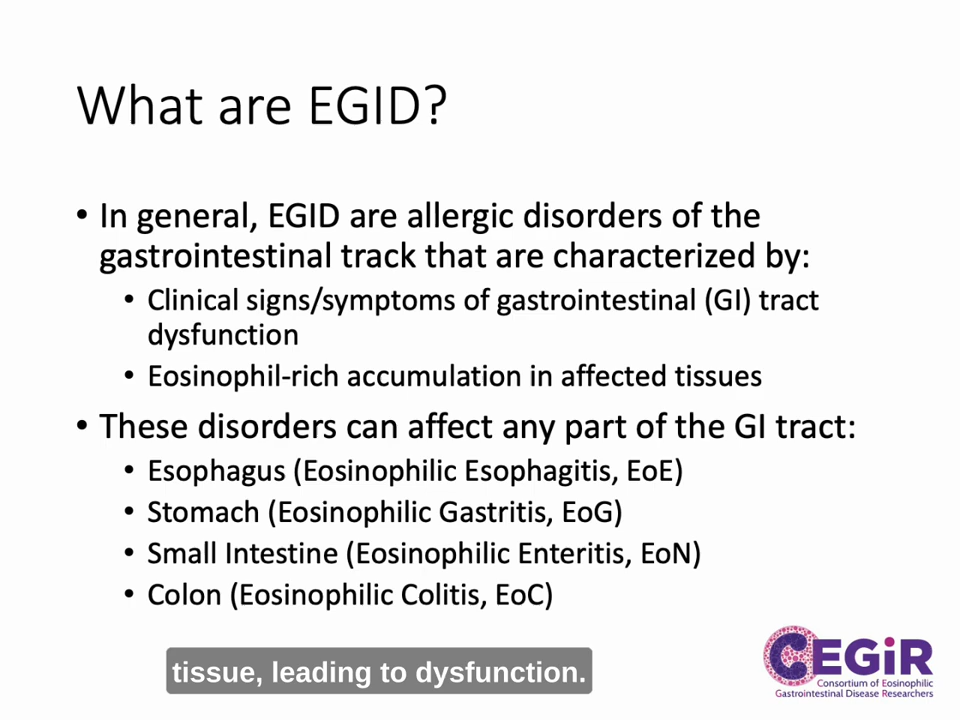 What are EGID?
• In general, EGID are allergic disorders of the
gastrointestinal track that are characterized by:
• Clinical signs/symptoms of gastrointestinal (GI) tract
dysfunction
• Eosinophil-rich accumulation in affected tissues
• These disorders can affect any part of the GI tract:
• Esophagus (Eosinophilic Esophagitis, EoE)
• Stomach (Eosinophilic Gastritis, EoG)
• Small Intestine (Eosinophilic Enteritis, EoN)
• Colon (Eosinophilic Colitis, EoC)
tissue, leading to dysfunction.
CEGiR
Consortium of Eosinophilic
Gastrointestinal Disease Researchers